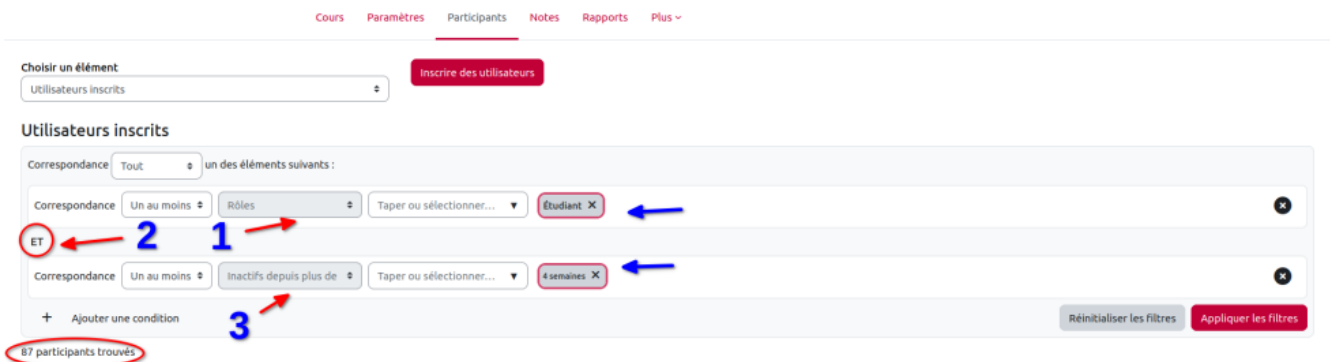 Cours Paramètres Participants Notes Rapports Plus
Choisir un élément
Utilisateurs inscrits Inscrire des utilisateurs
Utilisateurs inscrits
Correspondance Tout un des éléments suivants :
Correspondance Un au moins Rôles Taper ou sélectionner... Étudiant
ET 2 1
Correspondance Un au moins Inactifs depuis plus de Taper ou sélectionner... 4 semaines
+ Ajouter une condition 3 Réinitialiser les filtres Appliquer les filtres
87 participants trouvés